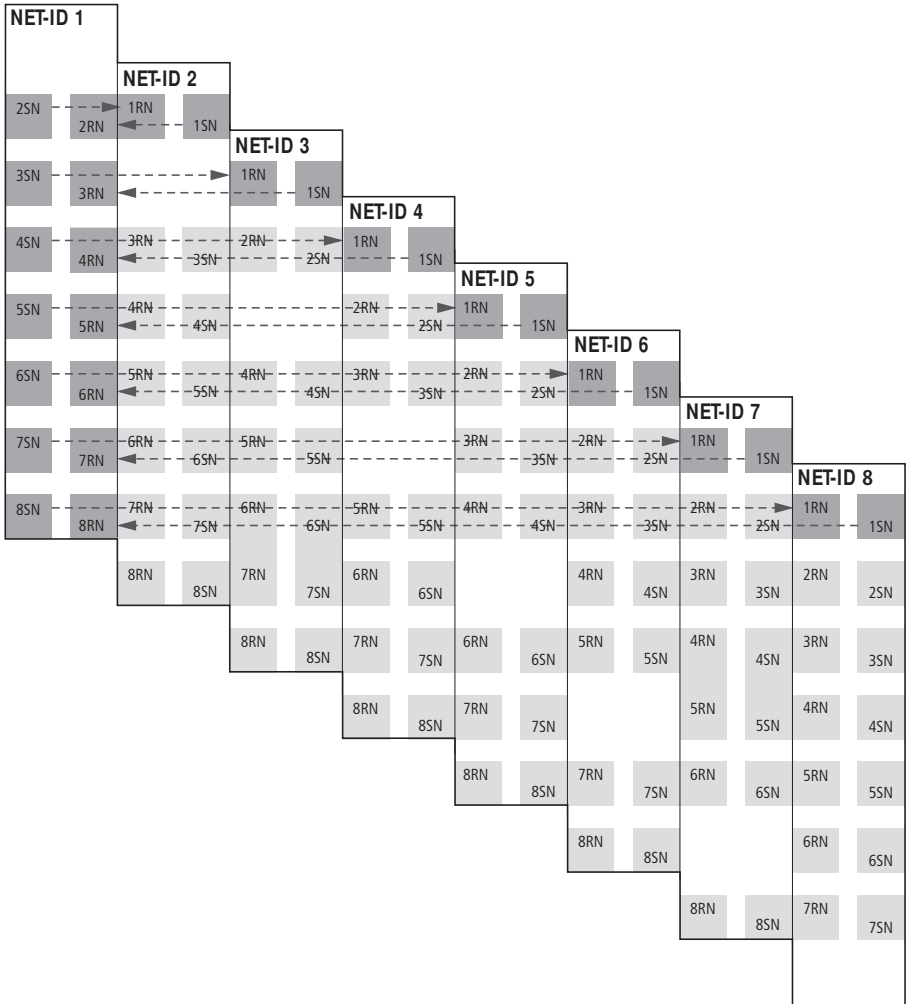 NET-ID 1
NET-ID 2
2SN 2RN 1RN 1SN
NET-ID 3
3SN 3RN 1RN 1SN
NET-ID 4
4SN 4RN 3RN 3SN 2RN 2SN 1RN 1SN
NET-ID 5
5SN 5RN 4RN 4SN 2RN 2SN 1RN 1SN
NET-ID 6
6SN 6RN 5RN 5SN 4RN 4SN 3RN 3SN 2RN 2SN 1RN 1SN
NET-ID 7
7SN 7RN 6RN 6SN 5RN 5SN 3RN 3SN 2RN 2SN 1RN 1SN
NET-ID 8
8SN 8RN 7RN 7SN 6RN 6SN 5RN 5SN 4RN 4SN 3RN 3SN 2RN 2SN 1RN 1SN
8RN 8SN 7RN 7SN 6RN 6SN 4RN 4SN 3RN 3SN 2RN 2SN
8RN 8SN 7RN 7SN 6RN 6SN 5RN 5SN 4RN 4SN 3RN 3SN
8RN 8SN 7RN 7SN 5RN 5SN 4RN 4SN
8RN 8SN 7RN 7SN 6RN 6SN 5RN 5SN
8RN 8SN 6RN 6SN
8RN 8SN 7RN 7SN